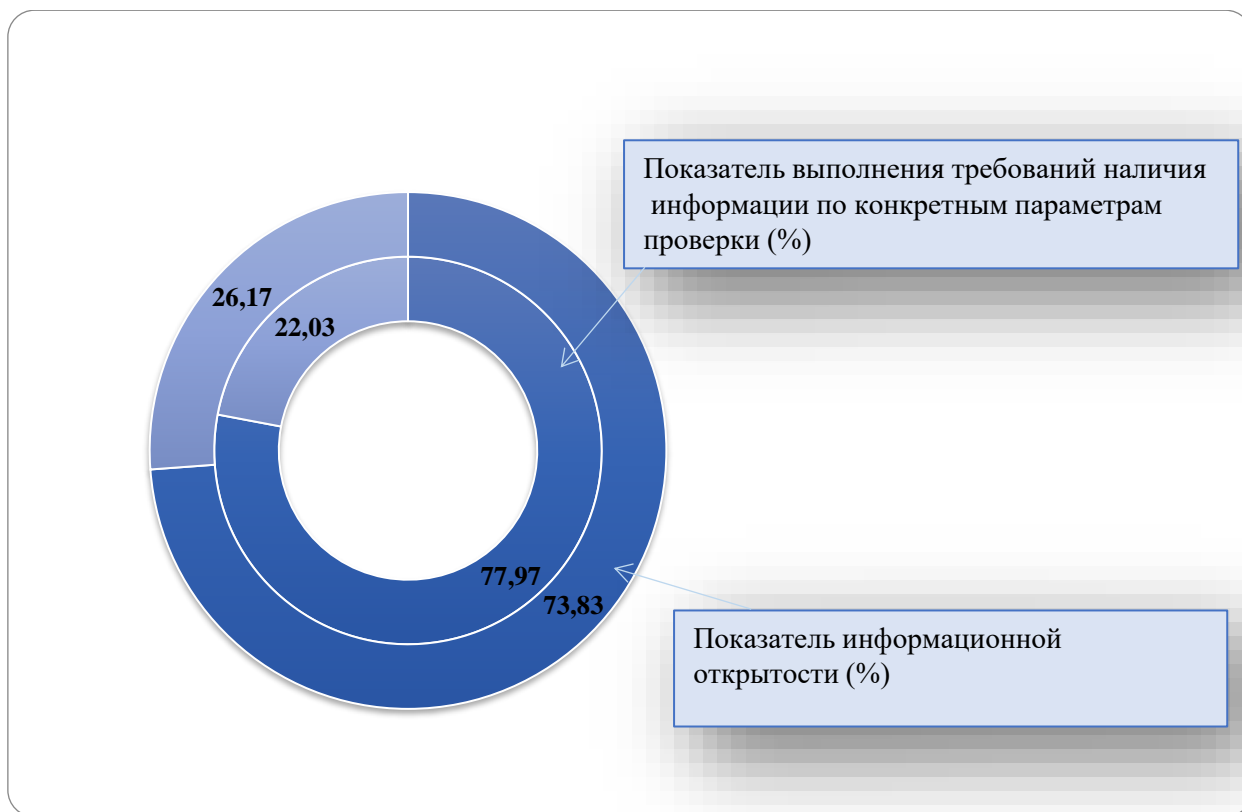 Показатель выполнения требований наличия
информации по конкретным параметрам
проверки (%)
26,17
22,03
77,97
73,83
Показатель информационной
открытости (%)